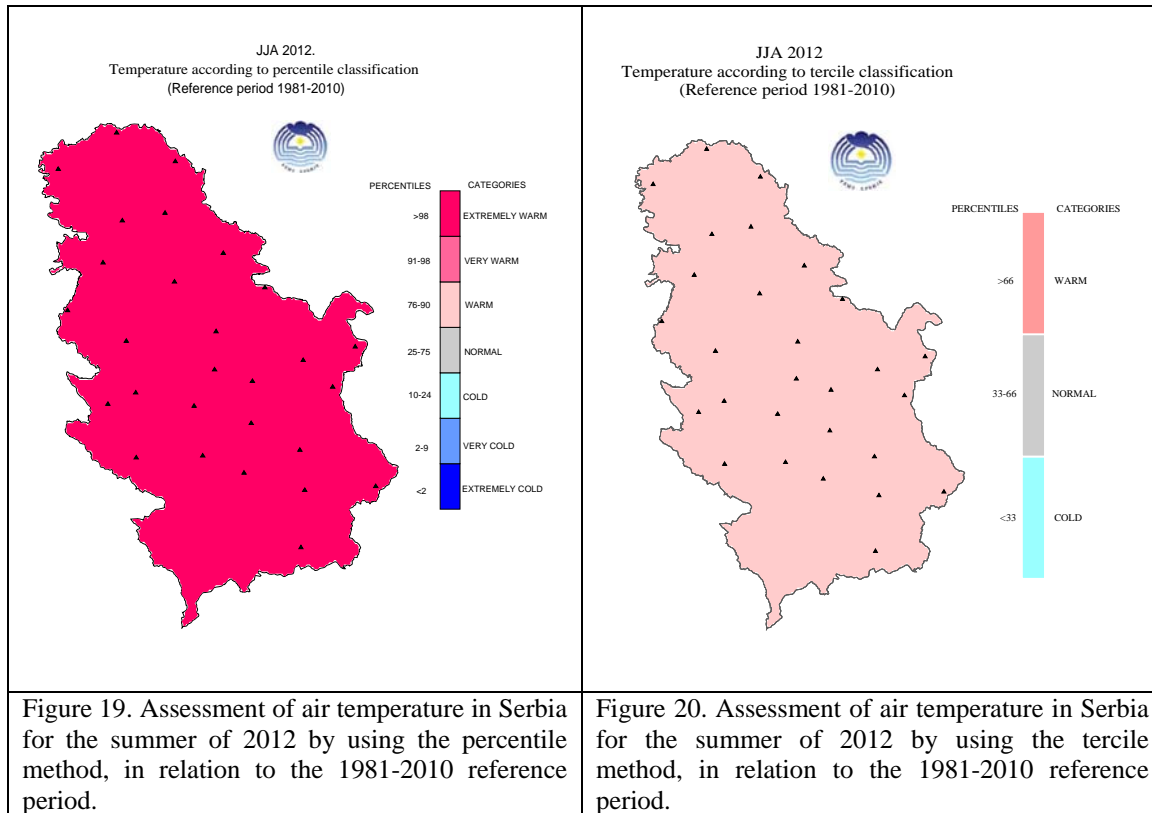 JJA 2012.
Temperature according to percentile classification
(Reference period 1981-2010)
PERCENTILES CATEGORIES
>98 EXTREMELY WARM
91-98 VERY WARM
76-90 WARM
25-75 NORMAL
10-24 COLD
2-9 VERY COLD
<2 EXTREMELY COLD
Figure 19. Assessment of air temperature in Serbia
for the summer of 2012 by using the percentile
method, in relation to the 1981-2010 reference
period.
JJA 2012
Temperature according to tercile classification
(Reference period 1981-2010)
PERCENTILES CATEGORIES
>66 WARM
33-66 NORMAL
<33 COLD
Figure 20. Assessment of air temperature in Serbia
for the summer of 2012 by using the tercile
method, in relation to the 1981-2010 reference
period.